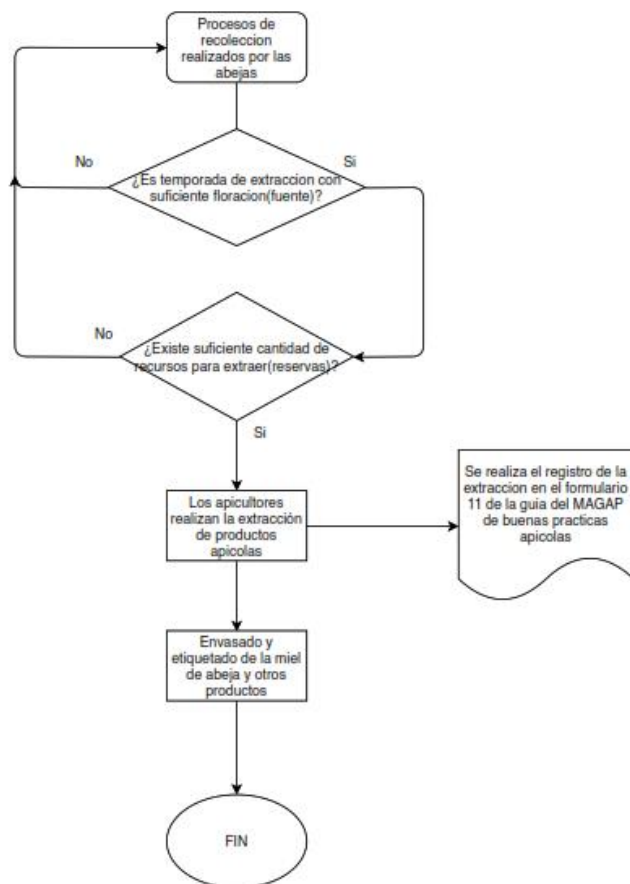 Procesos de
recoleccion
realizados por las
abejas
No
Si
¿Es temporada de extraccion con
suficiente floracion(fuente)?
No
¿Existe suficiente cantidad de
recursos para extraer(reservas)?
Si
Los apicultores
realizan la extracción
de productos
apicolas
Se realiza el registro de la
extraccion en el formulario
11 de la guia del MAGAP
de buenas practicas
apicolas
Envasado y
etiquetado de la miel
de abeja y otros
productos
FIN